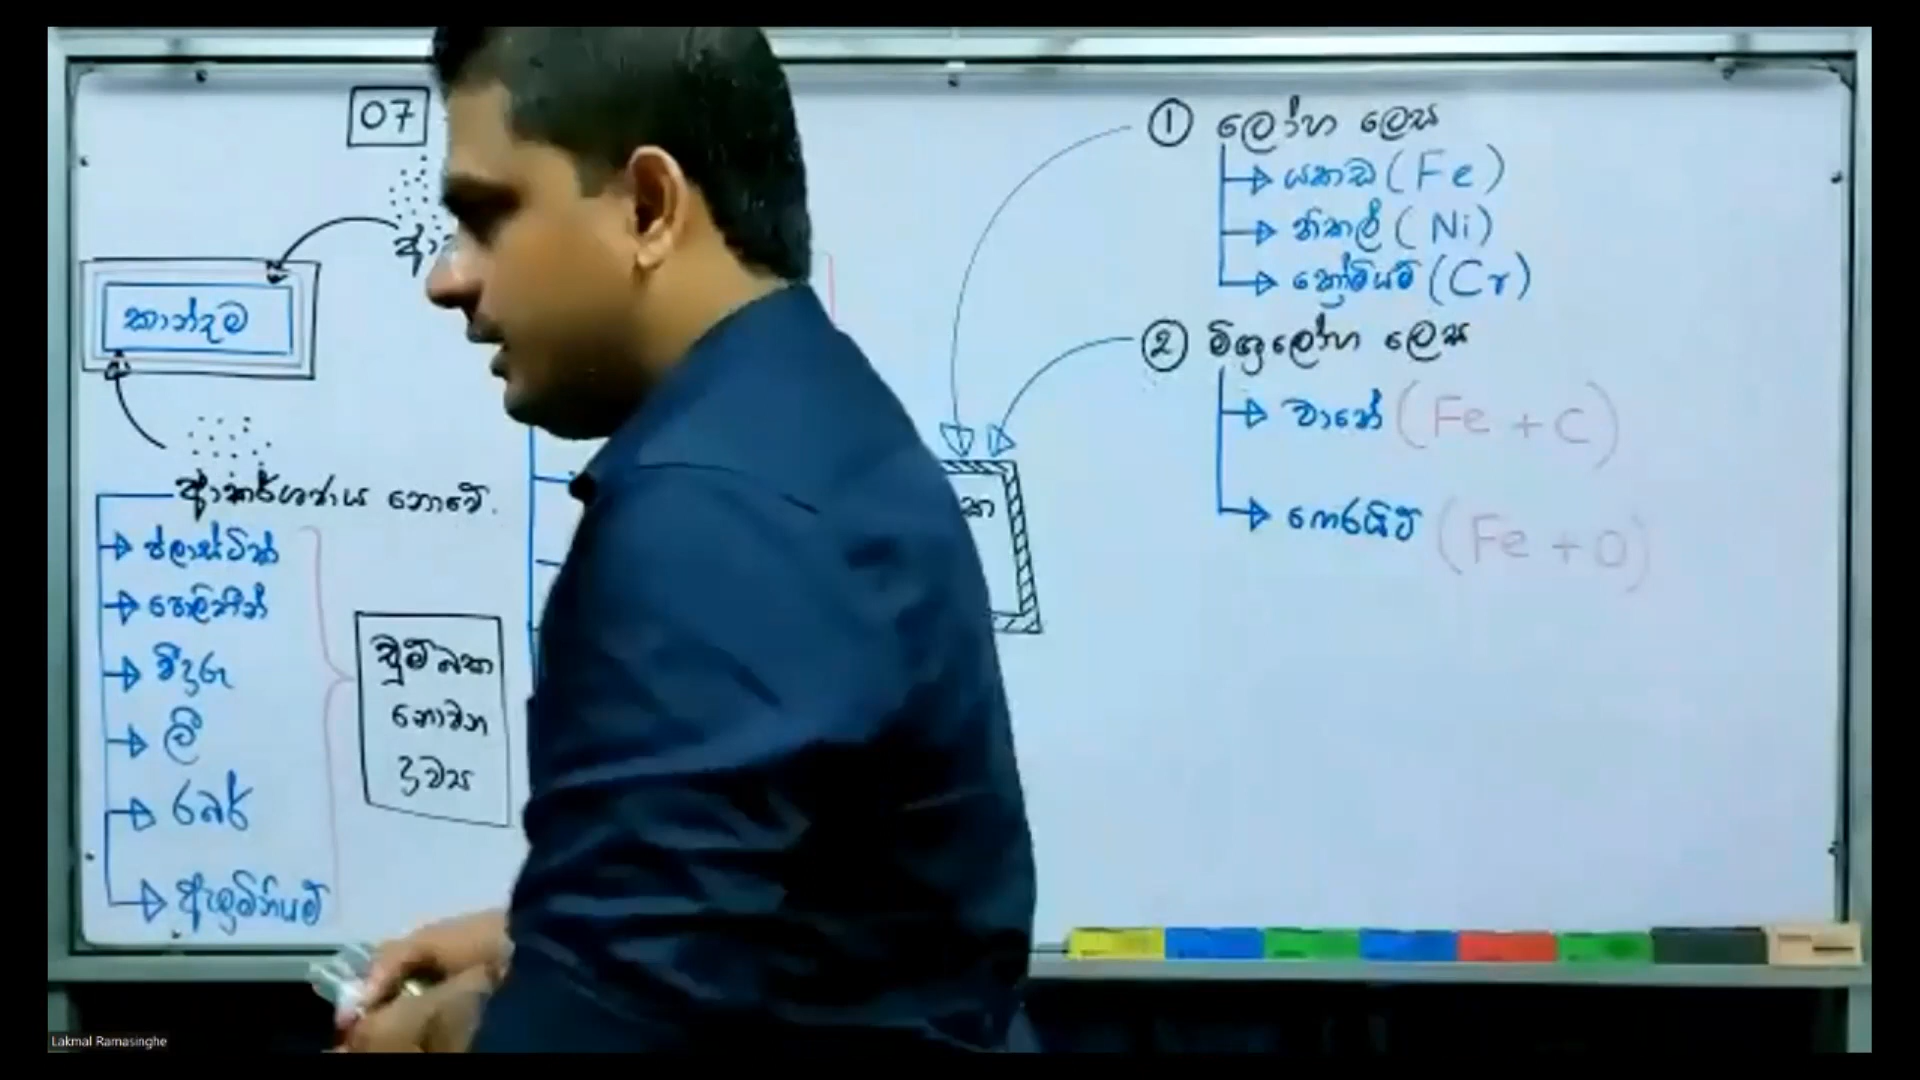 07
කාන්දම
ආකර්ශනය නොවේ.
ප්ලාස්ටික්
පොලිතීන්
වීදුරු
ලී
රබර්
ඇලුමිනියම්
චුම්බක
නොවන
ද්‍රව්‍ය
① ලෝහ ලෙස
යකඩ (Fe)
නිකල් (Ni)
ක්‍රෝමියම් (Cr)
② මිශ්‍රලෝහ ලෙස
වානේ (Fe + C)
ෆෙරයිට් (Fe + O)
Lakmal Ramasinghe